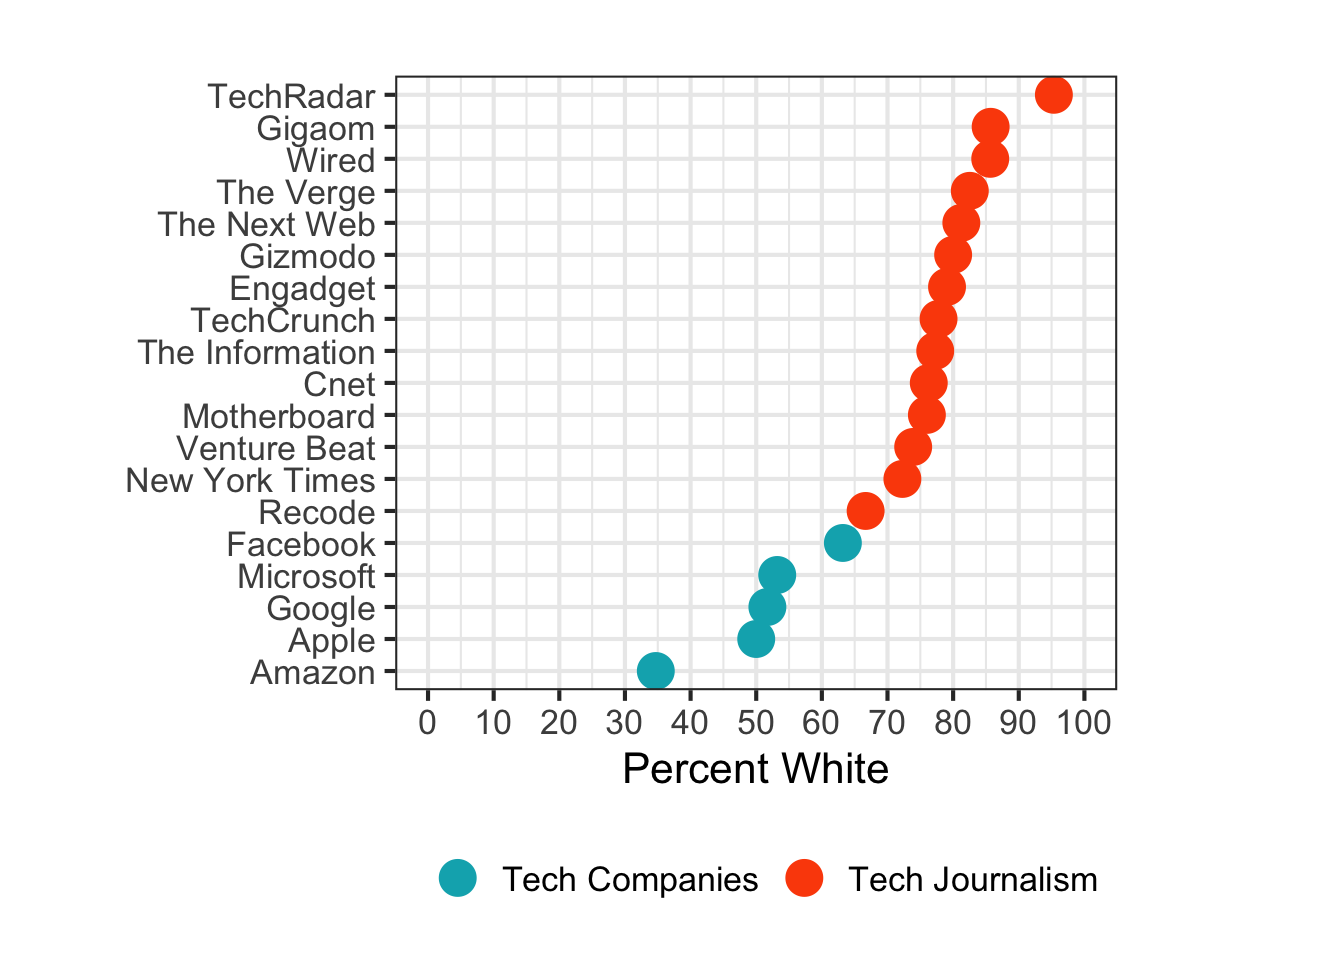 TechRadar
Gigaom
Wired
The Verge
The Next Web
Gizmodo
Engadget
TechCrunch
The Information
Cnet
Motherboard
Venture Beat
New York Times
Recode
Facebook
Microsoft
Google
Apple
Amazon
0 10 20 30 40 50 60 70 80 90 100
Percent White
Tech Companies Tech Journalism